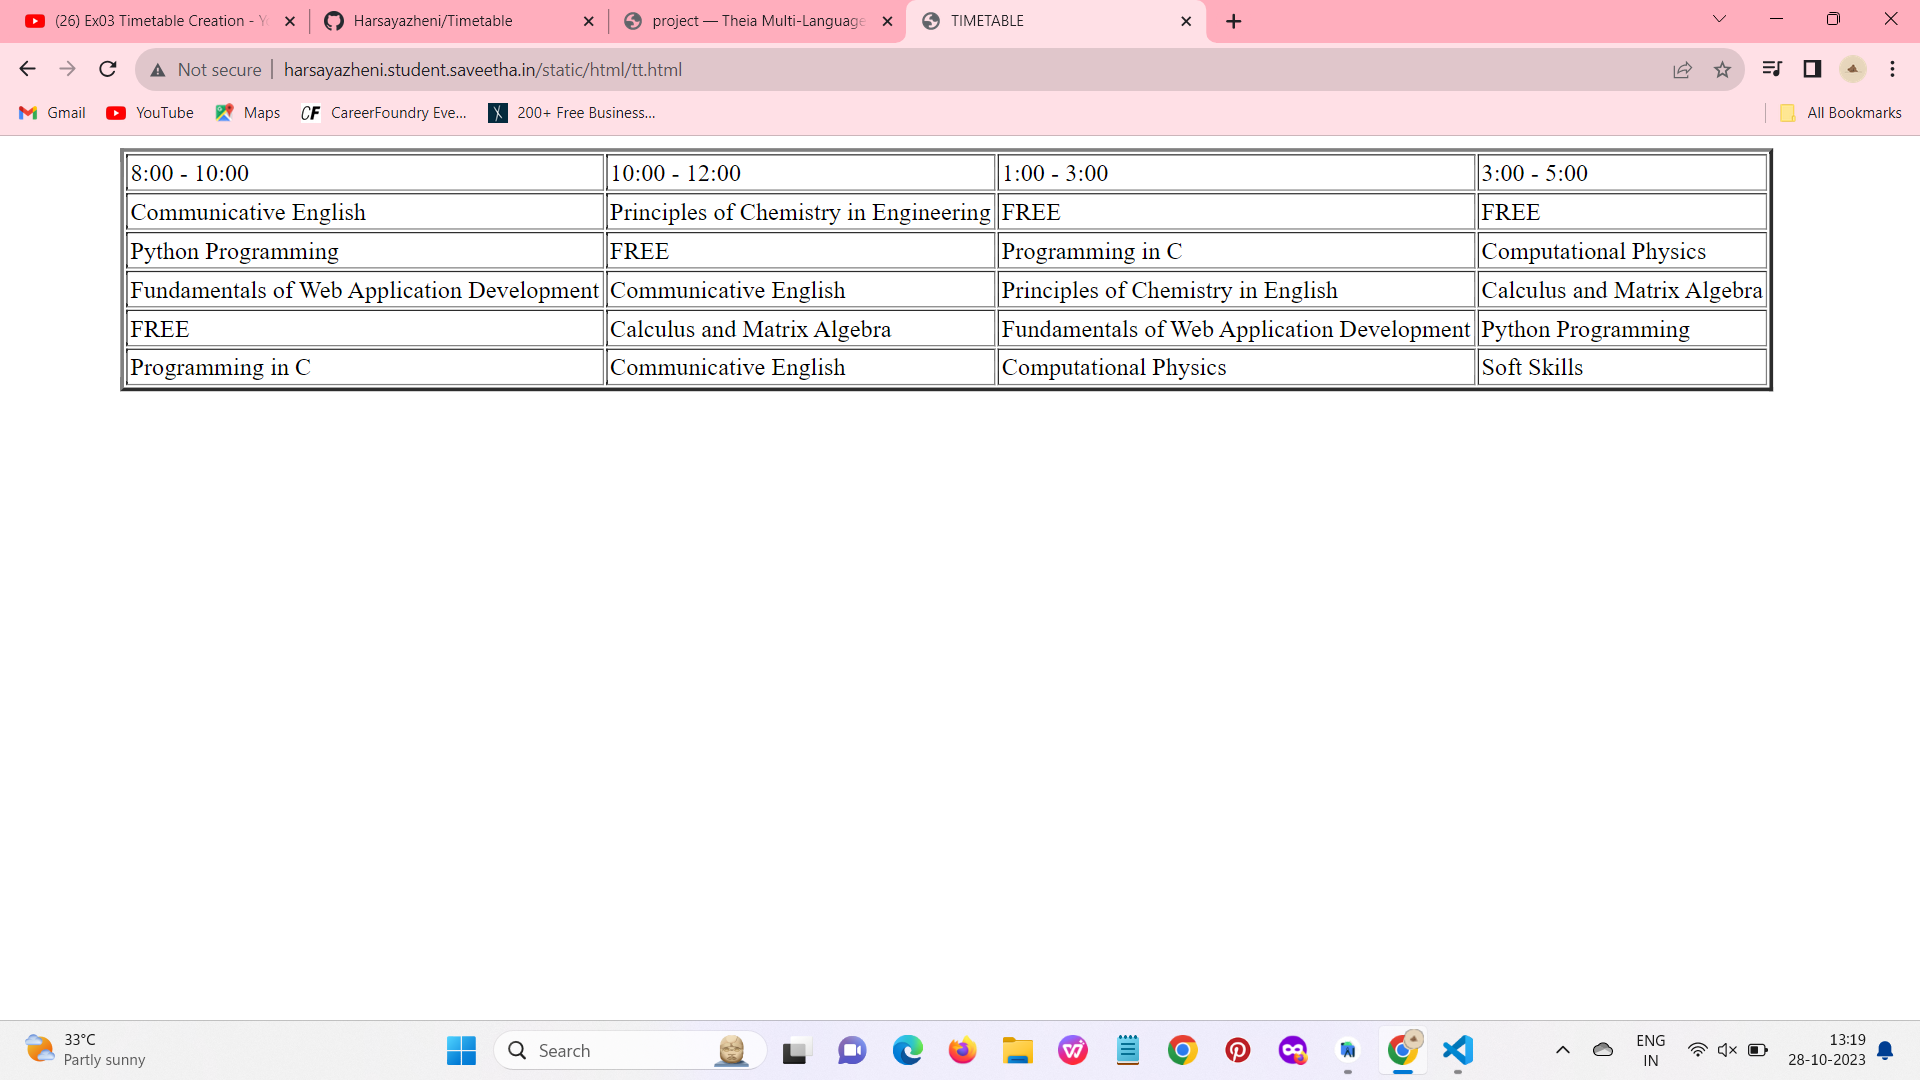 (26) Ex03 Timetable Creation - Y
Harsayazheni/Timetable
project — Theia Multi-Language
TIMETABLE
Not secure harsayazheni.student.saveetha.in/static/html/tt.html
Gmail YouTube Maps CareerFoundry Eve... 200+ Free Business... All Bookmarks
8:00 - 10:00 10:00 - 12:00 1:00 - 3:00 3:00 - 5:00
Communicative English Principles of Chemistry in Engineering FREE FREE
Python Programming FREE Programming in C Computational Physics
Fundamentals of Web Application Development Communicative English Principles of Chemistry in English Calculus and Matrix Algebra
FREE Calculus and Matrix Algebra Fundamentals of Web Application Development Python Programming
Programming in C Communicative English Computational Physics Soft Skills
33°C
Partly sunny
Search
ENG
IN
13:19
28-10-2023